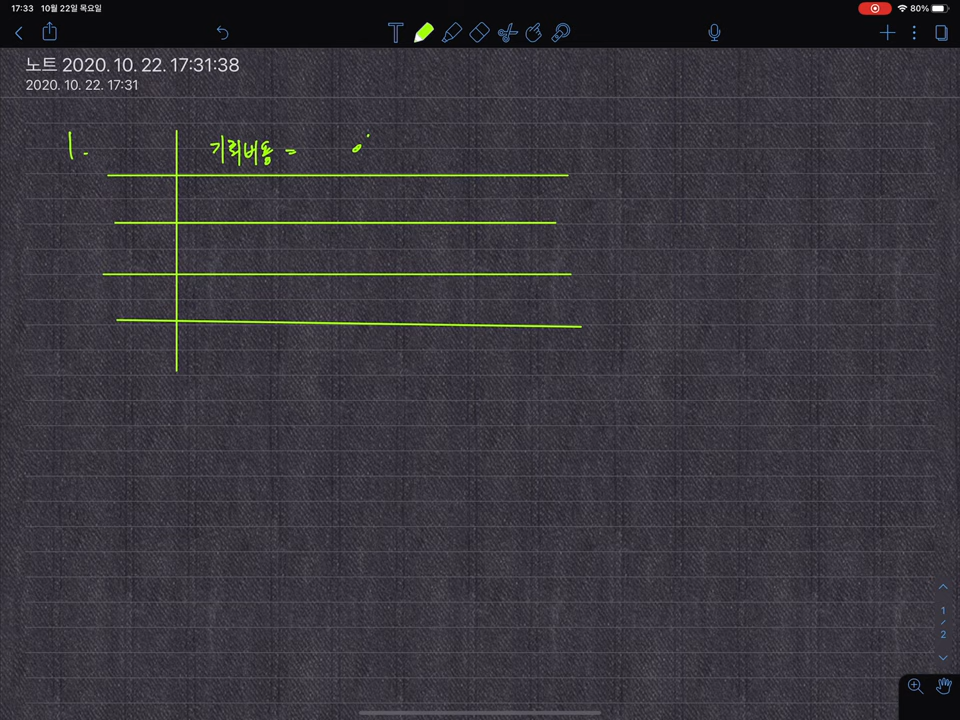 17:33 10월 22일 목요일 80%
노트 2020. 10. 22. 17:31:38
2020. 10. 22. 17:31
1. 기회비용 =
1
/
2